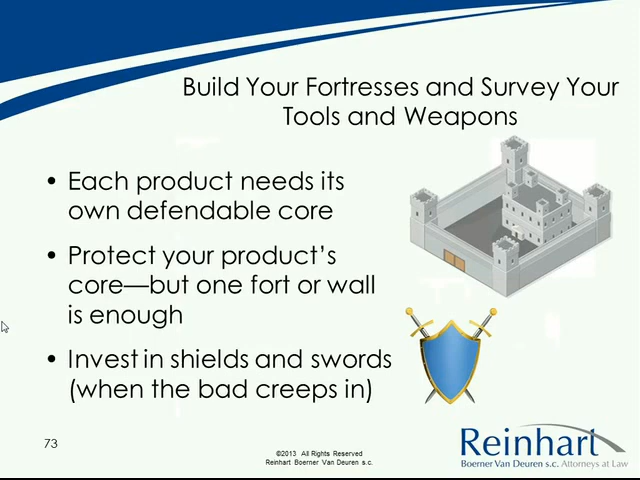 Build Your Fortresses and Survey Your
Tools and Weapons
• Each product needs its
own defendable core
• Protect your product's
core—but one fort or wall
is enough
• Invest in shields and swords
(when the bad creeps in)
73
©2013 All Rights Reserved
Reinhart Boerner Van Deuren s.c.
Reinhart
Boerner Van Deuren s.c. Attorneys at Law